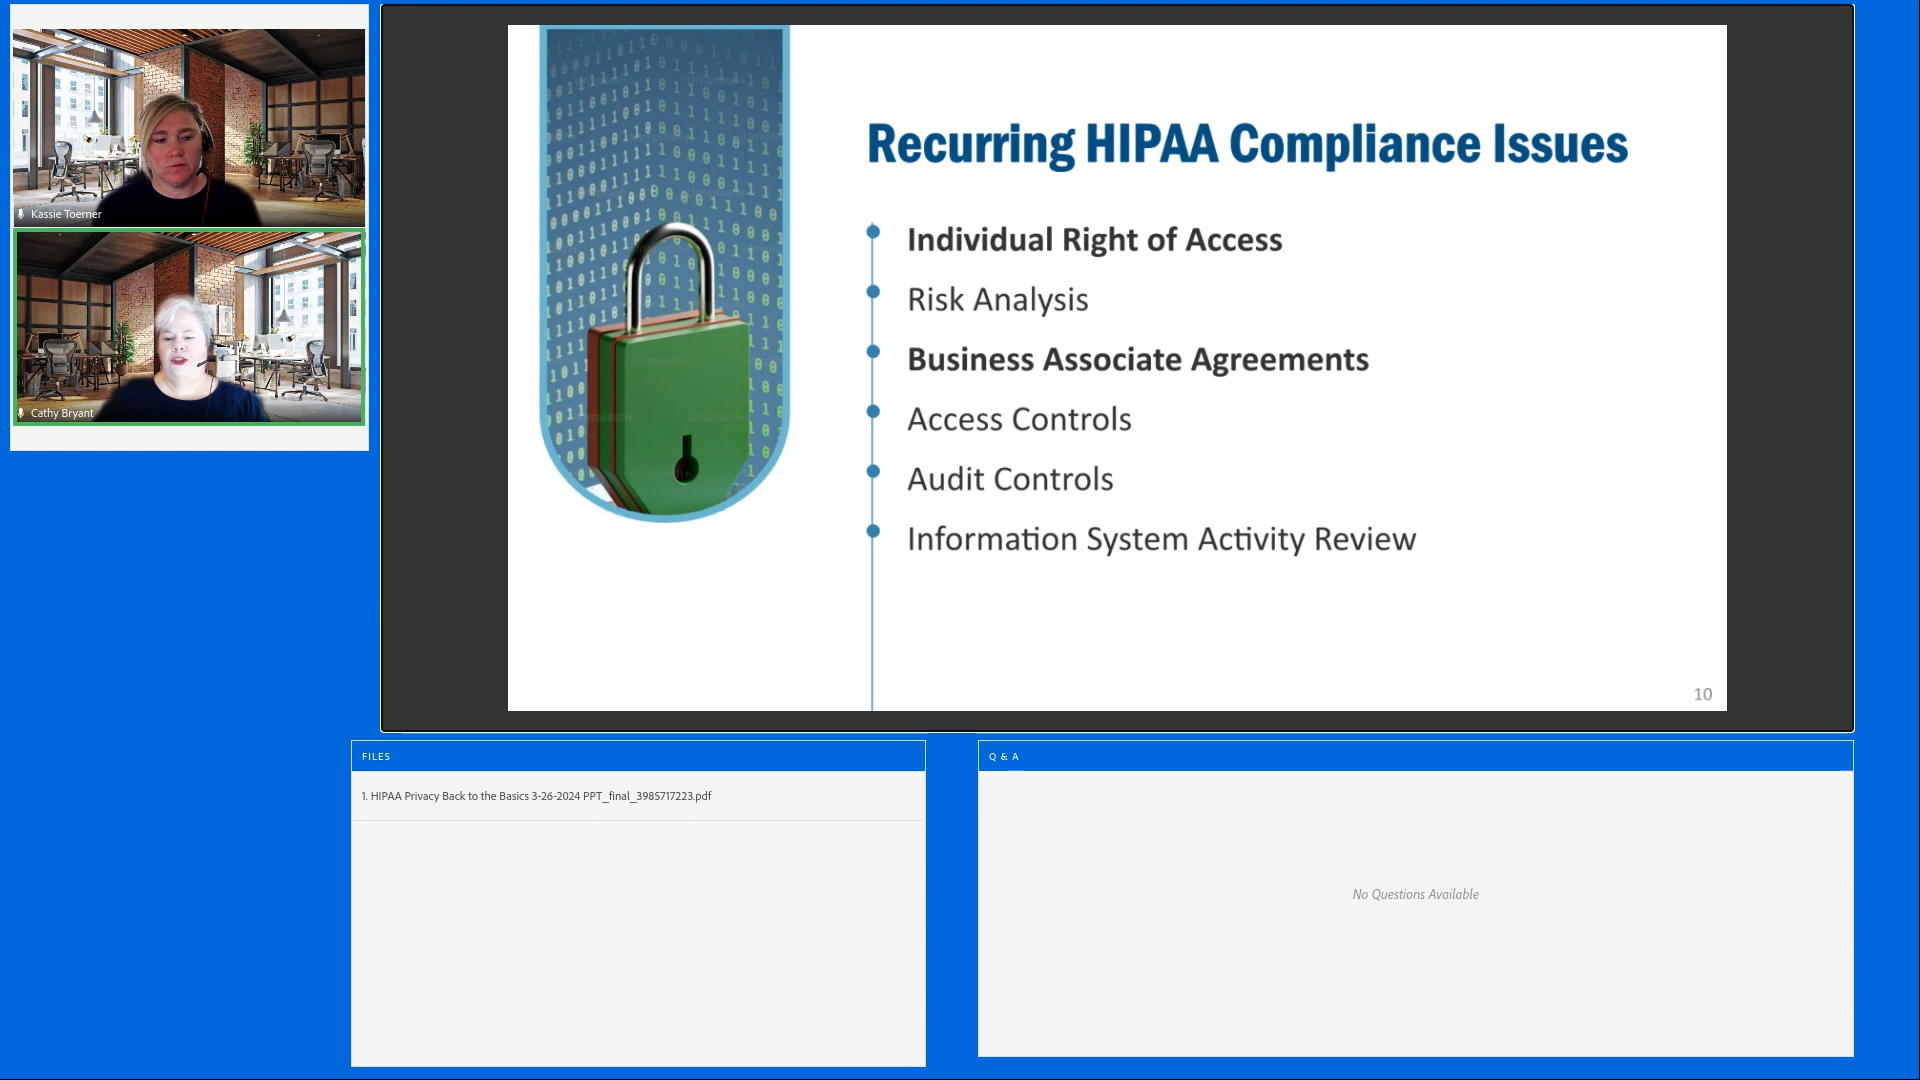 Kassie Toerner
Cathy Bryant
Recurring HIPAA Compliance Issues
Individual Right of Access
Risk Analysis
Business Associate Agreements
Access Controls
Audit Controls
Information System Activity Review
10
FILES
1. HIPAA Privacy Back to the Basics 3-26-2024 PPT_final_3985717223.pdf
Q & A
No Questions Available